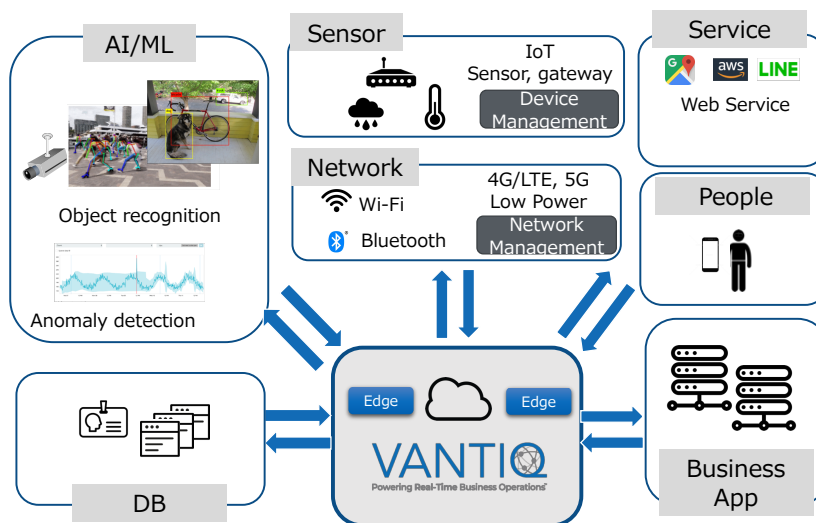 AI/ML
Object recognition
Anomaly detection
Sensor
IoT
Sensor, gateway
Device
Management
Network
Wi-Fi
Bluetooth
4G/LTE, 5G
Low Power
Network
Management
Service
G
aws
LINE
Web Service
People
DB
Edge
Edge
VANTIQ
Powering Real-Time Business Operations
Business
App